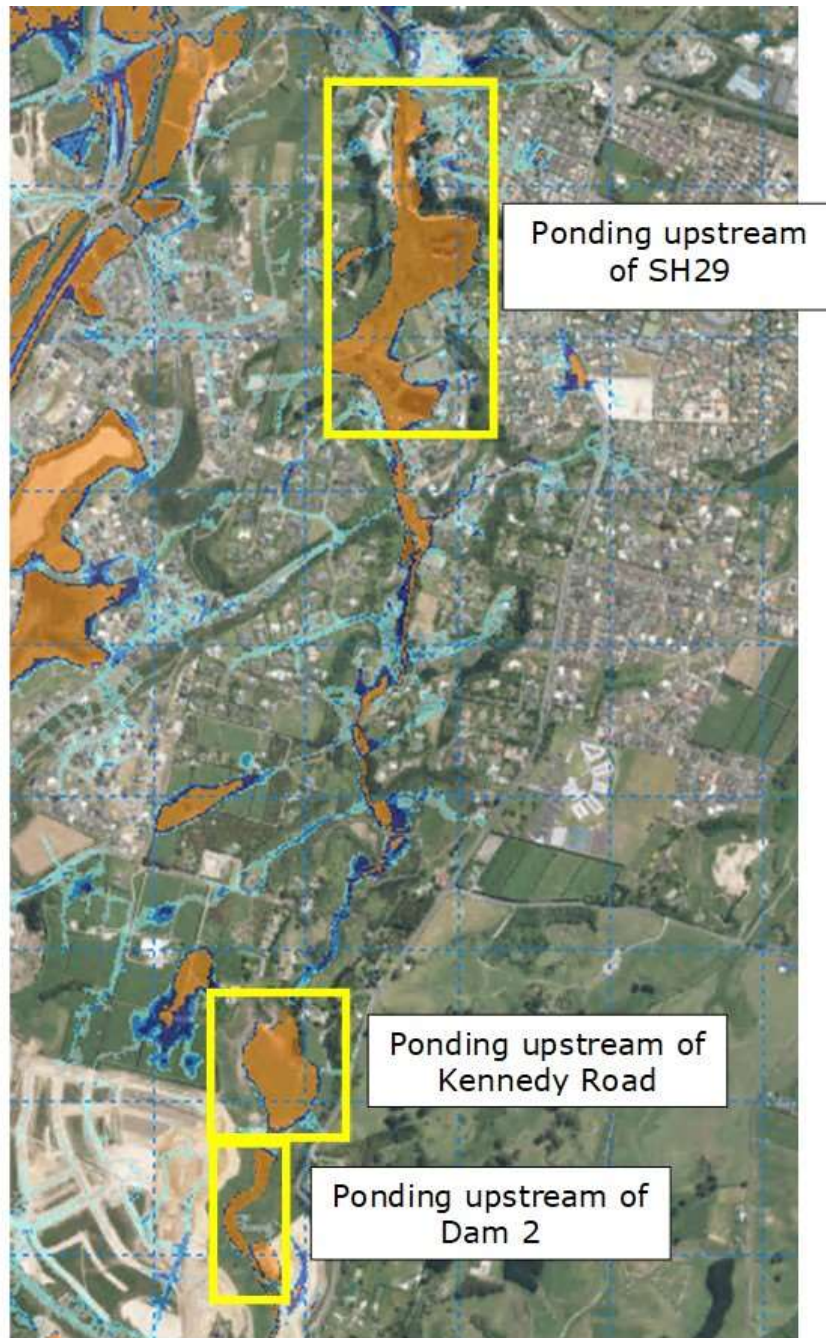 Ponding upstream
of SH29
Ponding upstream of
Kennedy Road
Ponding upstream of
Dam 2